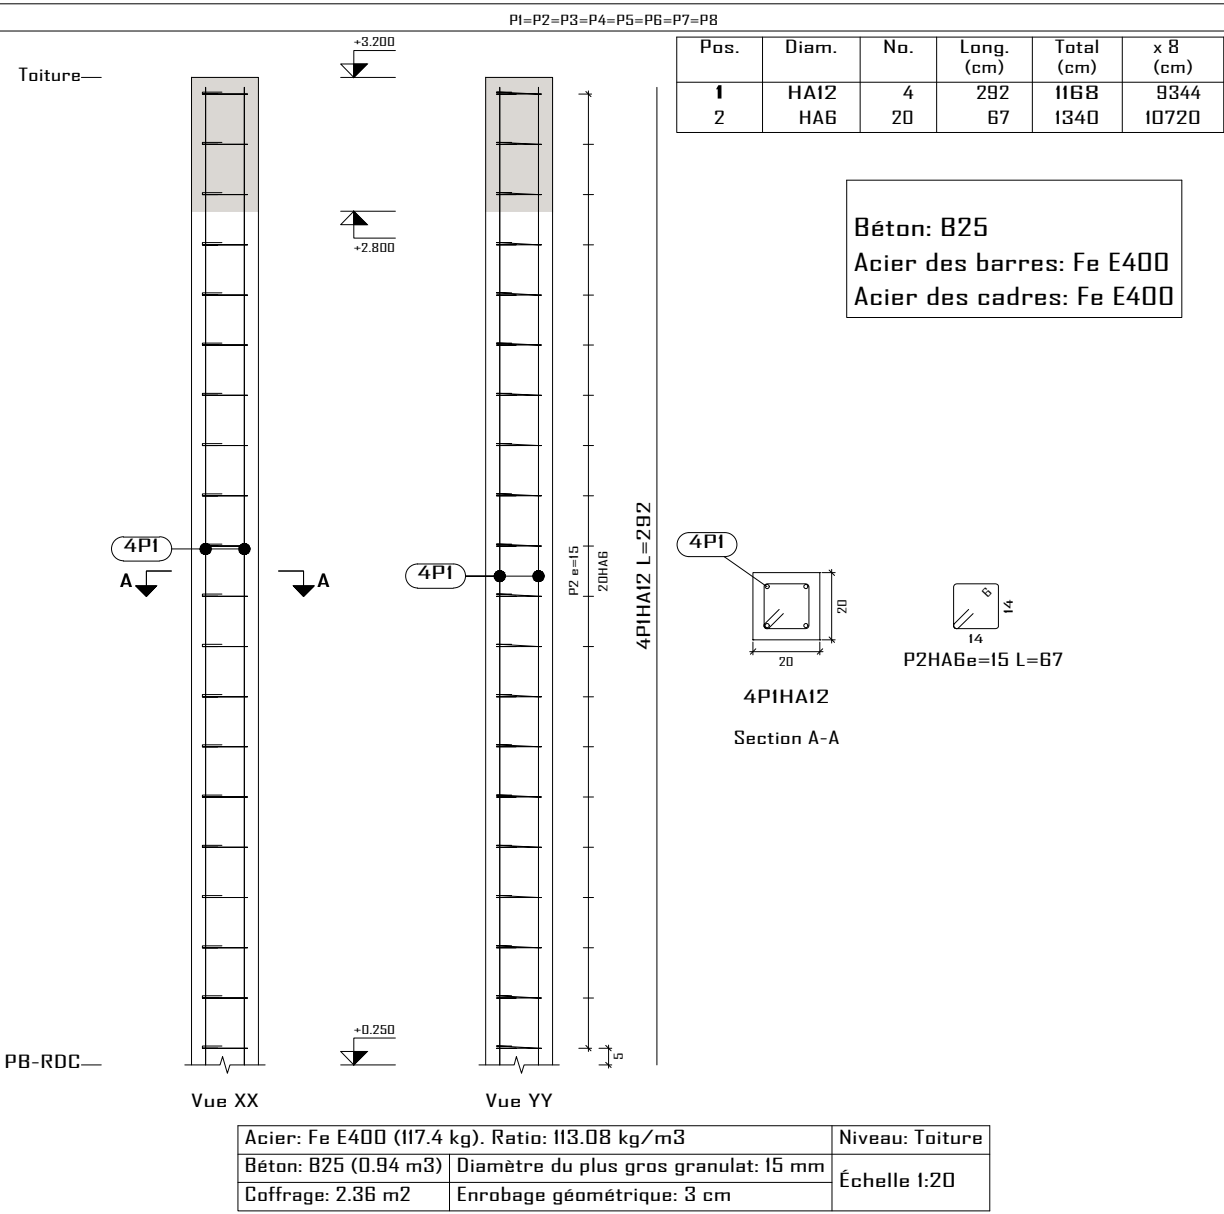 P1=P2=P3=P4=P5=P6=P7=P8
Toiture
+3.200
+2.800
Pos. Diam. No. Long. (cm) Total (cm) x 8 (cm)
1 HA12 4 292 1168 9344
2 HA6 20 67 1340 10720
Béton: B25
Acier des barres: Fe E400
Acier des cadres: Fe E400
4P1
A A
4P1
P2 e=15
20HA6
4P1HA12 L=292
4P1
20
20
4P1HA12
Section A-A
6
14
14
P2HA6e=15 L=67
+0.250
5
PB-RDC
Vue XX
Vue YY
Acier: Fe E400 (117.4 kg). Ratio: 113.08 kg/m3 Niveau: Toiture
Béton: B25 (0.94 m3) Diamètre du plus gros granulat: 15 mm Échelle 1:20
Coffrage: 2.36 m2 Enrobage géométrique: 3 cm